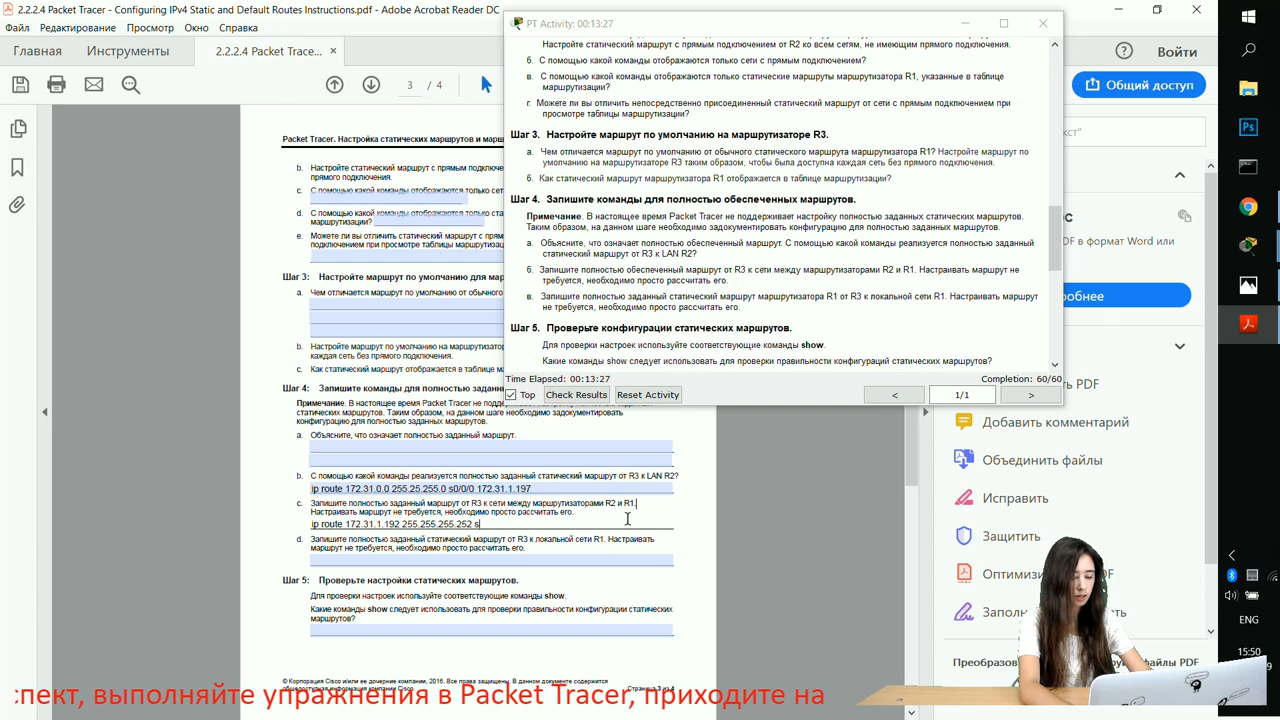 2.2.2.4 Packet Tracer - Configuring IPv4 Static and Default Routes Instructions.pdf - Adobe Acrobat Reader DC
Файл Редактирование Просмотр Окно Справка
Главная Инструменты 2.2.2.4 Packet Trace... ×
Войти
3 / 4
Общий доступ
PT Activity: 00:13:27
Настройте статический маршрут с прямым подключением от R2 ко всем сетям, не имеющим прямого подключения.
б. С помощью какой команды отображаются только сети с прямым подключением?
в. С помощью какой команды отображаются только статические маршруты маршрутизатора R1, указанные в таблице
маршрутизации?
г. Можете ли вы отличить непосредственно присоединенный статический маршрут от сети с прямым подключением при
просмотре таблицы маршрутизации?
Шаг 3. Настройте маршрут по умолчанию на маршрутизаторе R3.
а. Чем отличается маршрут по умолчанию от обычного статического маршрута маршрутизатора R1? Настройте маршрут по
умолчанию на маршрутизаторе R3 таким образом, чтобы была доступна каждая сеть без прямого подключения.
б. Как статический маршрут маршрутизатора R1 отображается в таблице маршрутизации?
Шаг 4. Запишите команды для полностью обеспеченных маршрутов.
Примечание. В настоящее время Packet Tracer не поддерживает настройку полностью заданных статических маршрутов.
Таким образом, на данном шаге необходимо задокументировать конфигурацию для полностью заданных маршрутов.
а. Объясните, что означает полностью обеспеченный маршрут. С помощью какой команды реализуется полностью заданный
статический маршрут от R3 к LAN R2?
б. Запишите полностью обеспеченный маршрут от R3 к сети между маршрутизаторами R2 и R1. Настраивать маршрут не
требуется, необходимо просто рассчитать его.
в. Запишите полностью заданный статический маршрут маршрутизатора R1 от R3 к локальной сети R1. Настраивать маршрут
не требуется, необходимо просто рассчитать его.
Шаг 5. Проверьте конфигурации статических маршрутов.
Для проверки настроек используйте соответствующие команды show.
Какие команды show следует использовать для проверки правильности конфигураций статических маршрутов?
Time Elapsed: 00:13:27 Completion: 60/60
Top Check Results Reset Activity < 1/1 >
Packet Tracer. Настройка статических маршрутов и марш
b. Настройте статический маршрут с прямым подключе
прямого подключения.
c. С помощью какой команды отображаются только сет
d. С помощью какой команды отображаются только ста
маршрутизации?
e. Можете ли вы отличить статический маршрут с прям
подключением при просмотре таблицы маршрутизац
Шаг 3: Настройте маршрут по умолчанию для мар
a. Чем отличается маршрут по умолчанию от обычного
b. Настройте маршрут по умолчанию на маршрутизатор
каждая сеть без прямого подключения.
c. Как статический маршрут отображается в таблице м
Шаг 4: Запишите команды для полностью заданн
Примечание. В настоящее время Packet Tracer не подде
статических маршрутов. Таким образом, на данном шаге необходимо задокументировать
конфигурацию для полностью заданных маршрутов.
a. Объясните, что означает полностью заданный маршрут.
b. С помощью какой команды реализуется полностью заданный статический маршрут от R3 к LAN R2?
ip route 172.31.0.0 255.25.255.0 s0/0/0 172.31.1.197
c. Запишите полностью заданный маршрут от R3 к сети между маршрутизаторами R2 и R1.
Настраивать маршрут не требуется, необходимо просто рассчитать его.
ip route 172.31.1.192 255.255.255.252 s
d. Запишите полностью заданный статический маршрут от R3 к локальной сети R1. Настраивать
маршрут не требуется, необходимо просто рассчитать его.
Шаг 5: Проверьте настройки статических маршрутов.
Для проверки настроек используйте соответствующие команды show.
Какие команды show следует использовать для проверки правильности конфигурации статических
маршрутов?
© Корпорация Cisco и/или ее дочерние компании, 2016. Все права защищены. В данном документе содержится
общедоступная информация компании Cisco. Страница 3 из 4
кст"
DF в формат Word или
робнее
ть PDF
Добавить комментарий
Объединить файлы
Исправить
Защитить
Оптимизи DF
Заполн ть
Преобразо ть файлы PDF
ENG
15:50
спект, выполняйте упражнения в Packet Tracer, приходите на